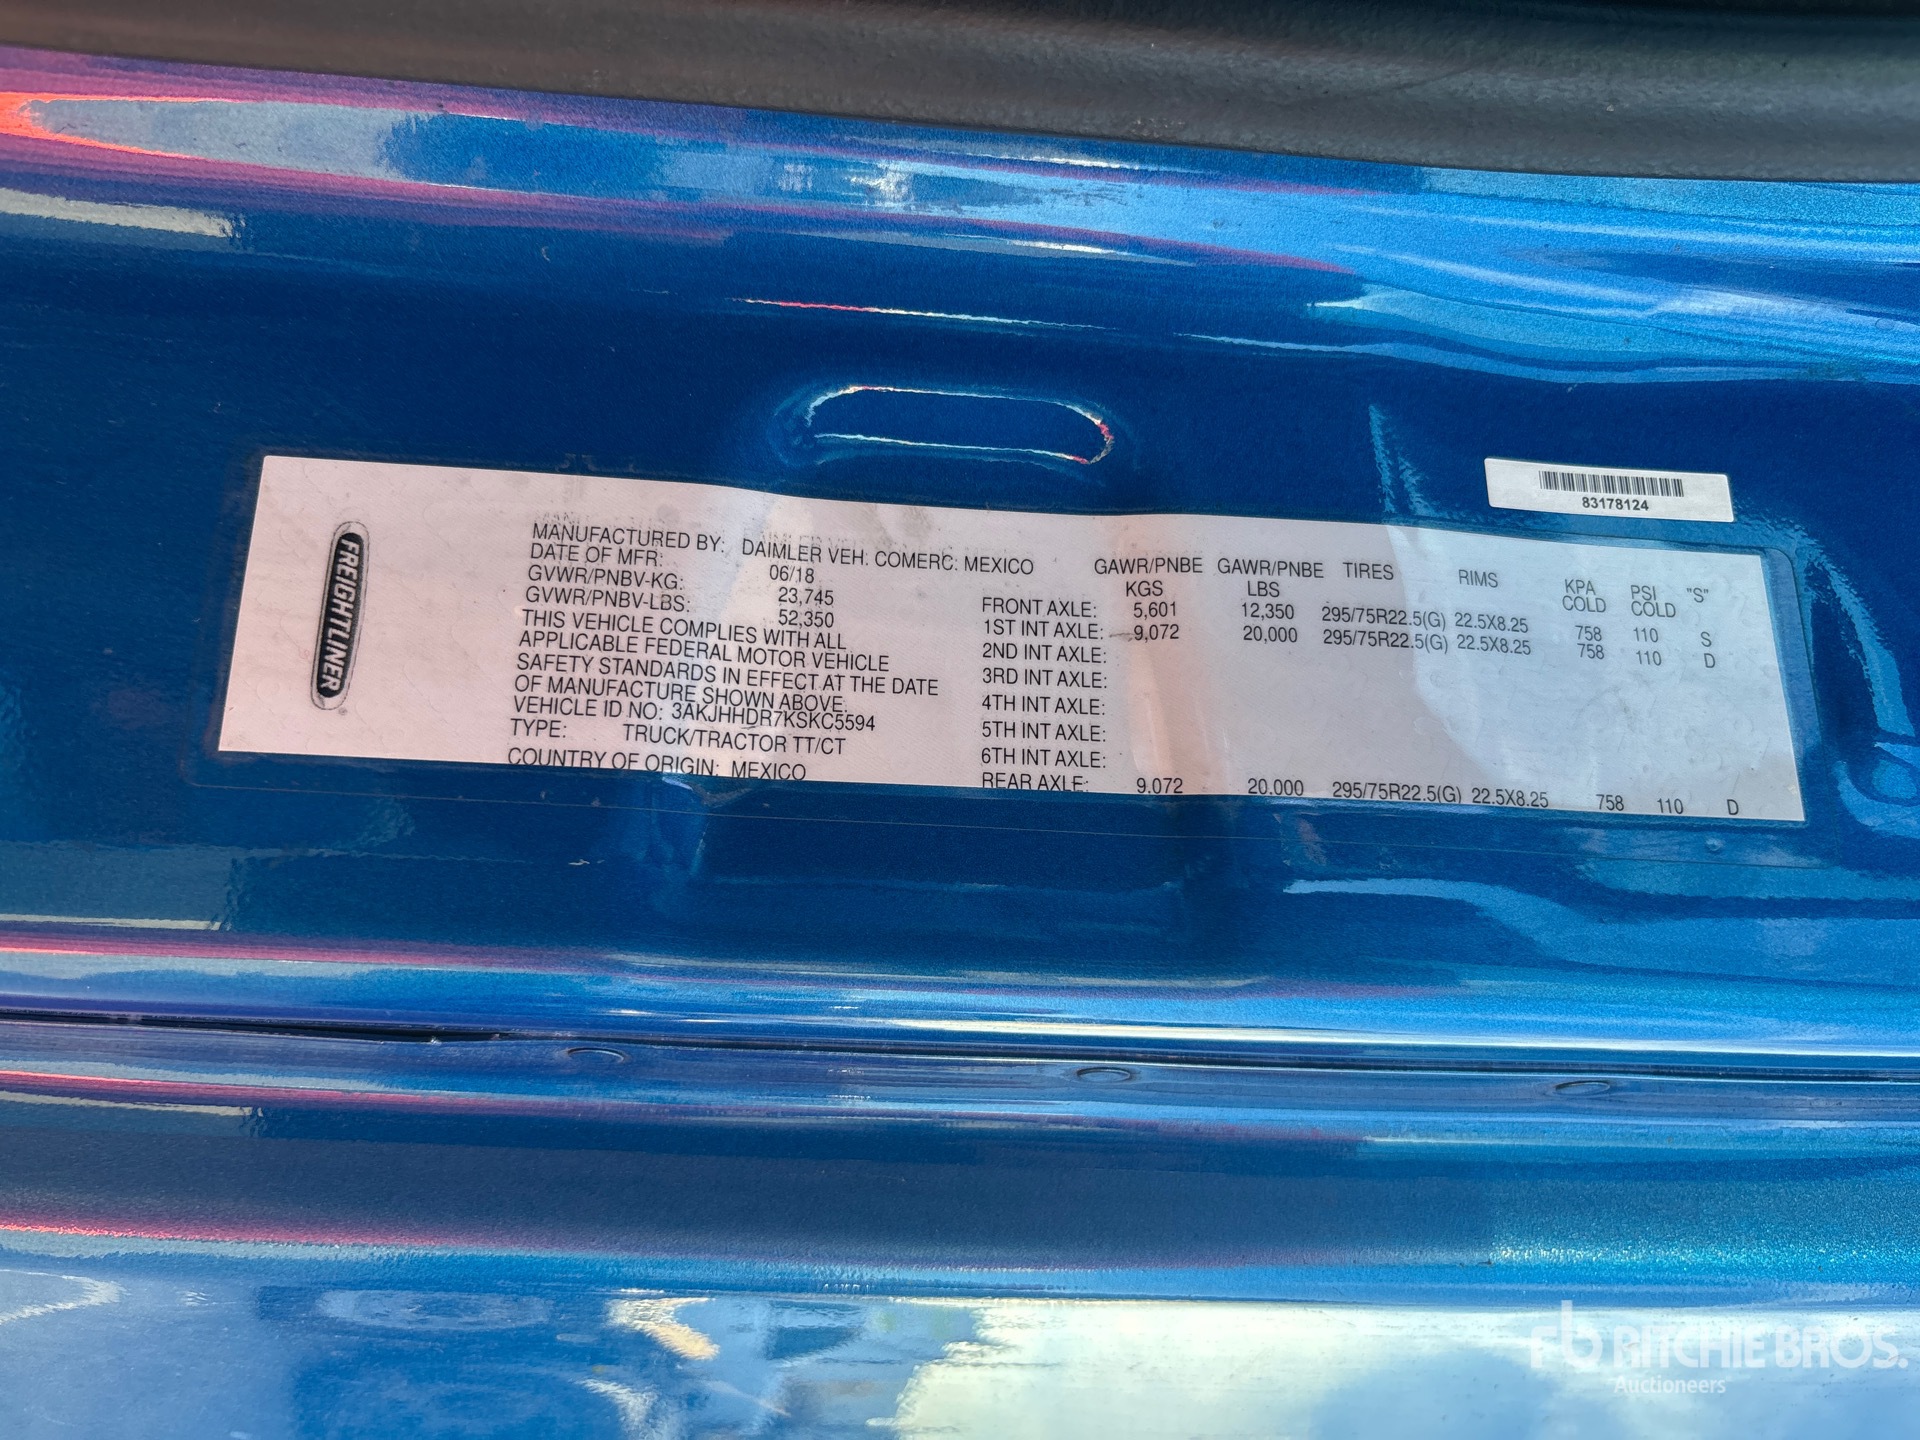 83178124
FREIGHTLINER
MANUFACTURED BY: DAIMLER VEH. COMERC. MEXICO
DATE OF MFR: 06/18
GVWR/PNBV-KG: 23,745
GVWR/PNBV-LBS: 52,350
THIS VEHICLE COMPLIES WITH ALL
APPLICABLE FEDERAL MOTOR VEHICLE
SAFETY STANDARDS IN EFFECT AT THE DATE
OF MANUFACTURE SHOWN ABOVE.
VEHICLE ID NO: 3AKJHHDR7KSKC5594
TYPE: TRUCK/TRACTOR TT/CT
COUNTRY OF ORIGIN: MEXICO
GAWR/PNBE GAWR/PNBE TIRES RIMS KPA PSI "S"
KGS LBS COLD COLD
FRONT AXLE: 5,601 12,350 295/75R22.5(G) 22.5X8.25 758 110 S
1ST INT AXLE: 9,072 20,000 295/75R22.5(G) 22.5X8.25 758 110 D
2ND INT AXLE:
3RD INT AXLE:
4TH INT AXLE:
5TH INT AXLE:
6TH INT AXLE:
REAR AXLE: 9,072 20,000 295/75R22.5(G) 22.5X8.25 758 110 D
rb RITCHIE BROS.
Auctioneers